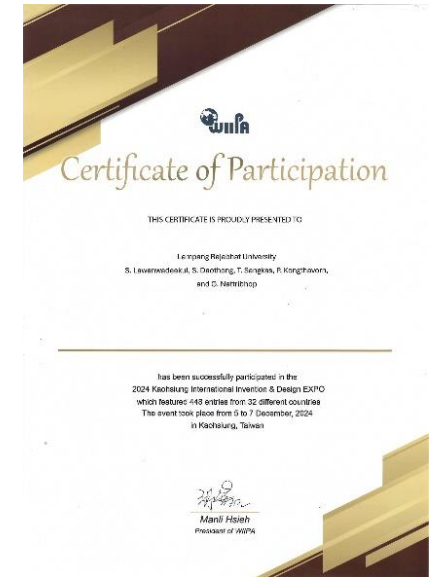 WIIPA
Certificate of Participation
THIS CERTIFICATE IS PROUDLY PRESENTED TO
Lampang Rajabhat University
S. Lawanwadeekul, S. Daothong, T. Sangkas, P. Kongthavorn,
and C. Nattribhop
has been successfully participated in the
2024 Kaohsiung International Invention & Design EXPO
which featured 448 entries from 32 different countries
The event took place from 5 to 7 December, 2024
in Kaohsiung, Taiwan
Manli Hsieh
President of WIIPA